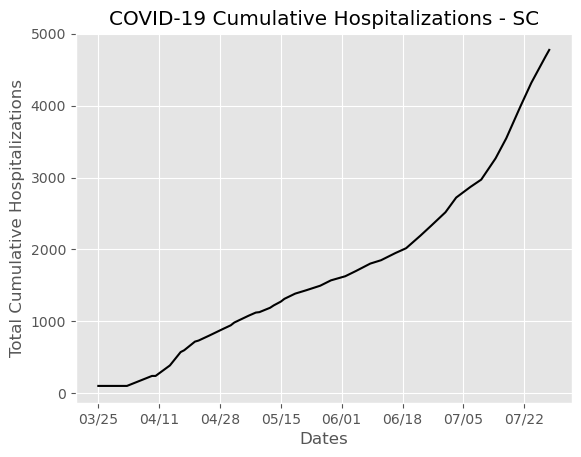 COVID-19 Cumulative Hospitalizations - SC
Total Cumulative Hospitalizations
5000
4000
3000
2000
1000
0
03/25 04/11 04/28 05/15 06/01 06/18 07/05 07/22
Dates